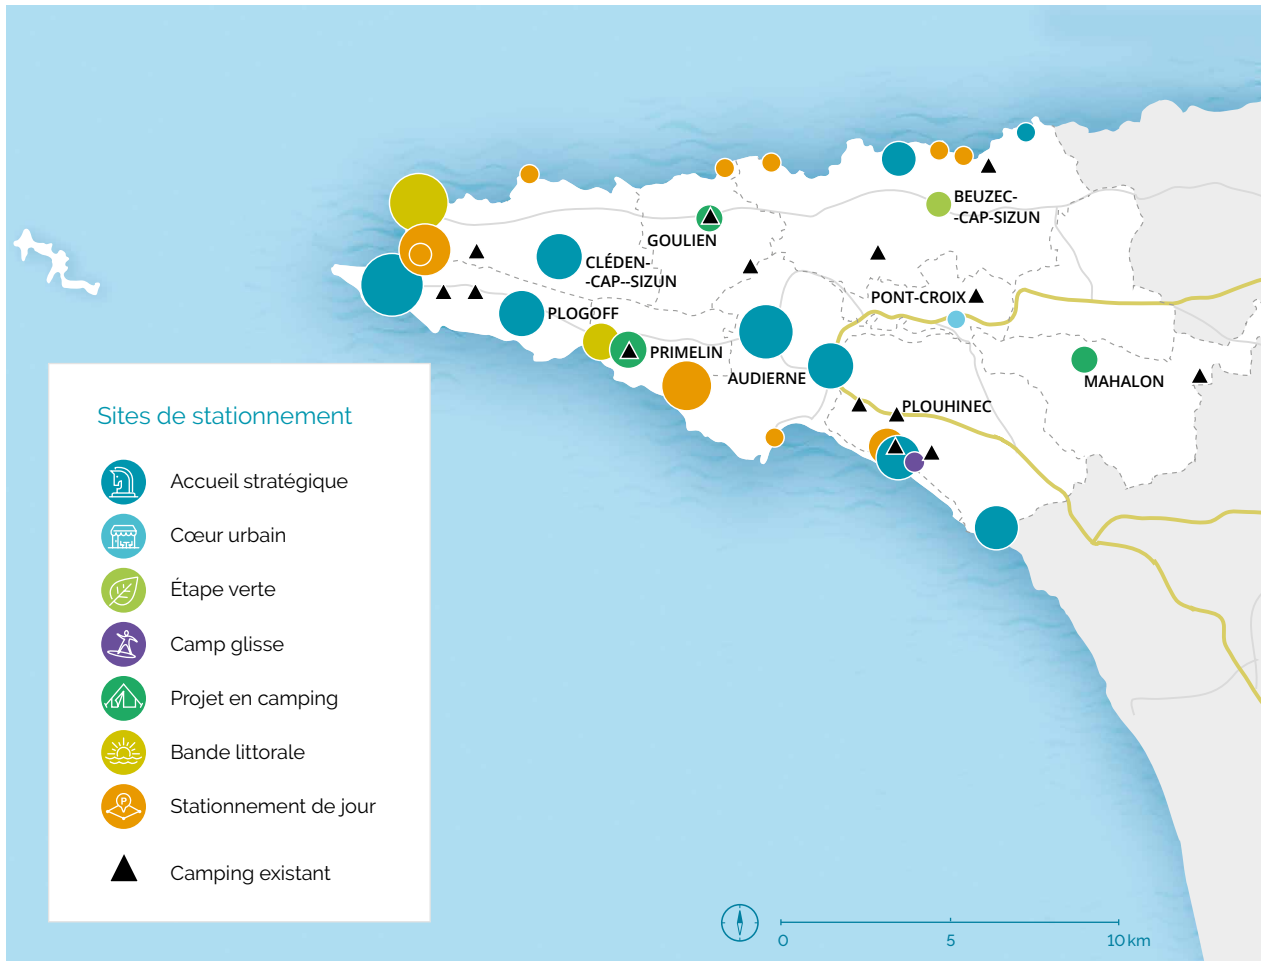 BEUZEC-
-CAP-SIZUN
GOULIEN
CLÉDEN-
-CAP--SIZUN
PONT-CROIX
PLOGOFF
PRIMELIN
AUDIERNE
MAHALON
PLOUHINEC
Sites de stationnement
Accueil stratégique
Cœur urbain
Étape verte
Camp glisse
Projet en camping
Bande littorale
P
Stationnement de jour
Camping existant
0
5
10 km